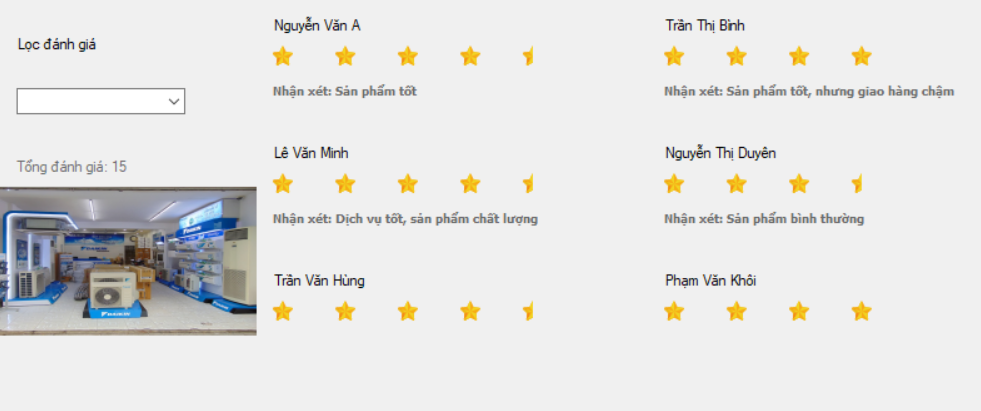 Lọc đánh giá
Tổng đánh giá: 15
DAIKIN
Nguyễn Văn A
Nhận xét: Sản phẩm tốt
Trần Thị Bình
Nhận xét: Sản phẩm tốt, nhưng giao hàng chậm
Lê Văn Minh
Nhận xét: Dịch vụ tốt, sản phẩm chất lượng
Nguyễn Thị Duyên
Nhận xét: Sản phẩm bình thường
Trần Văn Hùng
Phạm Văn Khôi